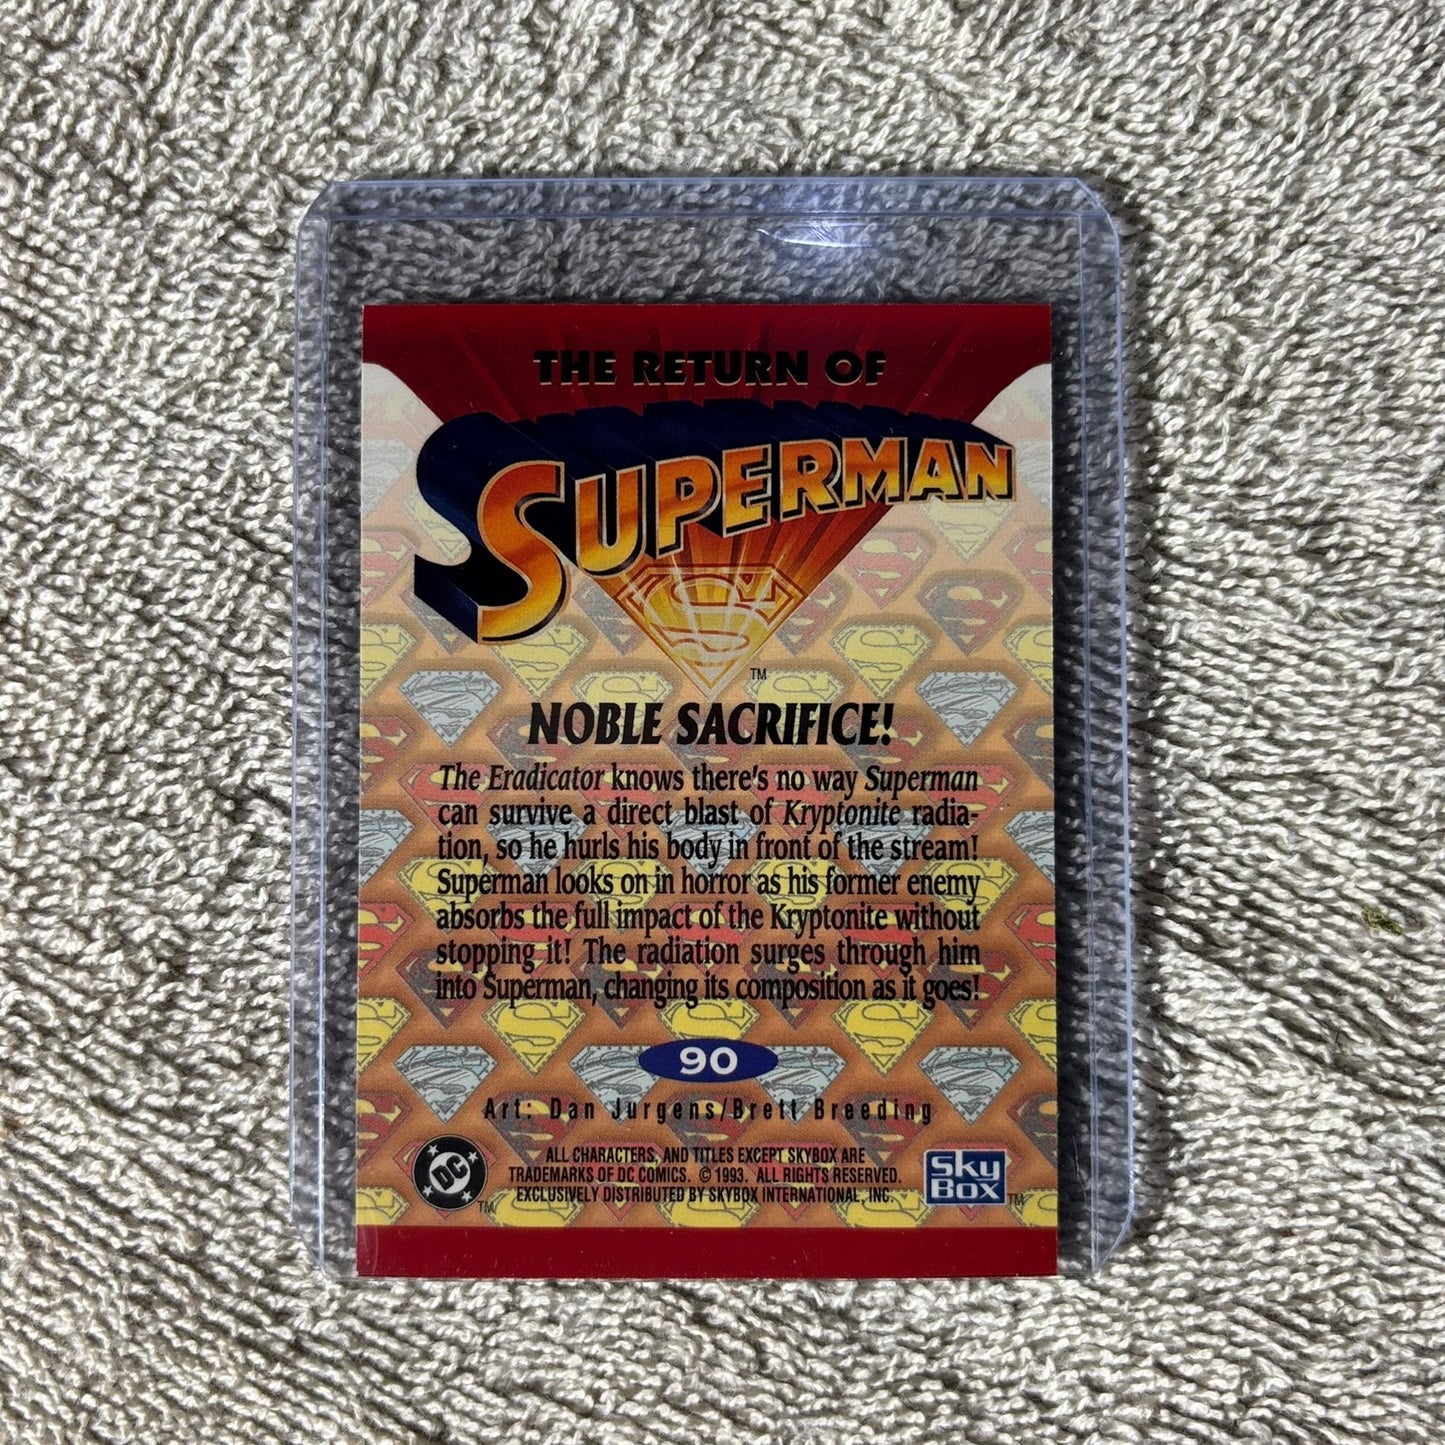 THE RETURN OF
SUPERMAN
TM
NOBLE SACRIFICE!
The Eradicator knows there's no way Superman
can survive a direct blast of Kryptonite radia-
tion, so he hurls his body in front of the stream!
Superman looks on in horror as his former enemy
absorbs the full impact of the Kryptonite without
stopping it! The radiation surges through him
into Superman, changing its composition as it goes!
90
Art: Dan Jurgens/Brett Breeding
ALL CHARACTERS, AND TITLES EXCEPT SKYBOX ARE
TRADEMARKS OF DC COMICS. © 1993. ALL RIGHTS RESERVED.
EXCLUSIVELY DISTRIBUTED BY SKYBOX INTERNATIONAL, INC.
DC TM
SKY
BOX TM